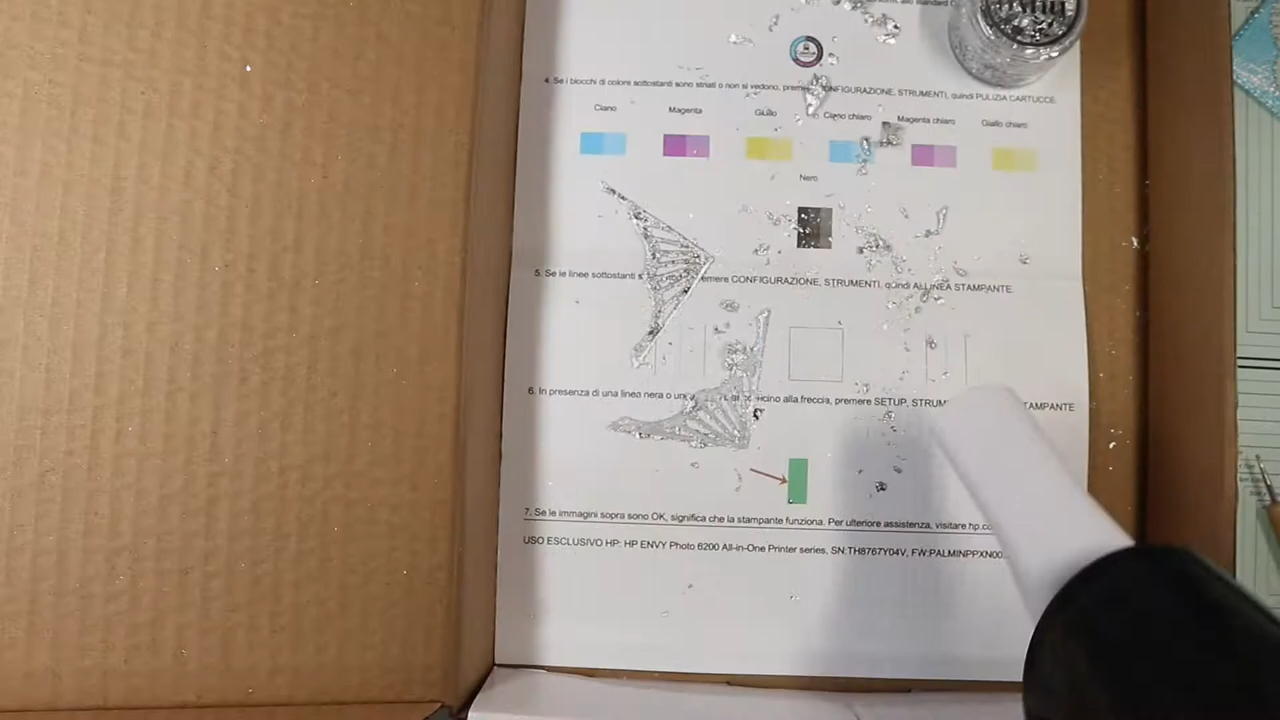 4. Se i blocchi di colore sottostanti sono striati o non si vedono, premere CONFIGURAZIONE, STRUMENTI, quindi PULIZIA CARTUCCE.
Ciano Magenta Giallo Ciano chiaro Magenta chiaro Giallo chiaro
Nero
5. Se le linee sottostanti premere CONFIGURAZIONE, STRUMENTI, quindi ALLINEA STAMPANTE.
6. In presenza di una linea nera o vicino alla freccia, premere SETUP, STRUM STAMPANTE
7. Se le immagini sopra sono OK, significa che la stampante funziona. Per ulteriore assistenza, visitare hp.co
USO ESCLUSIVO HP: HP ENVY Photo 6200 All-in-One Printer series, SN:TH8767Y04V, FW:PALMINPPXN00